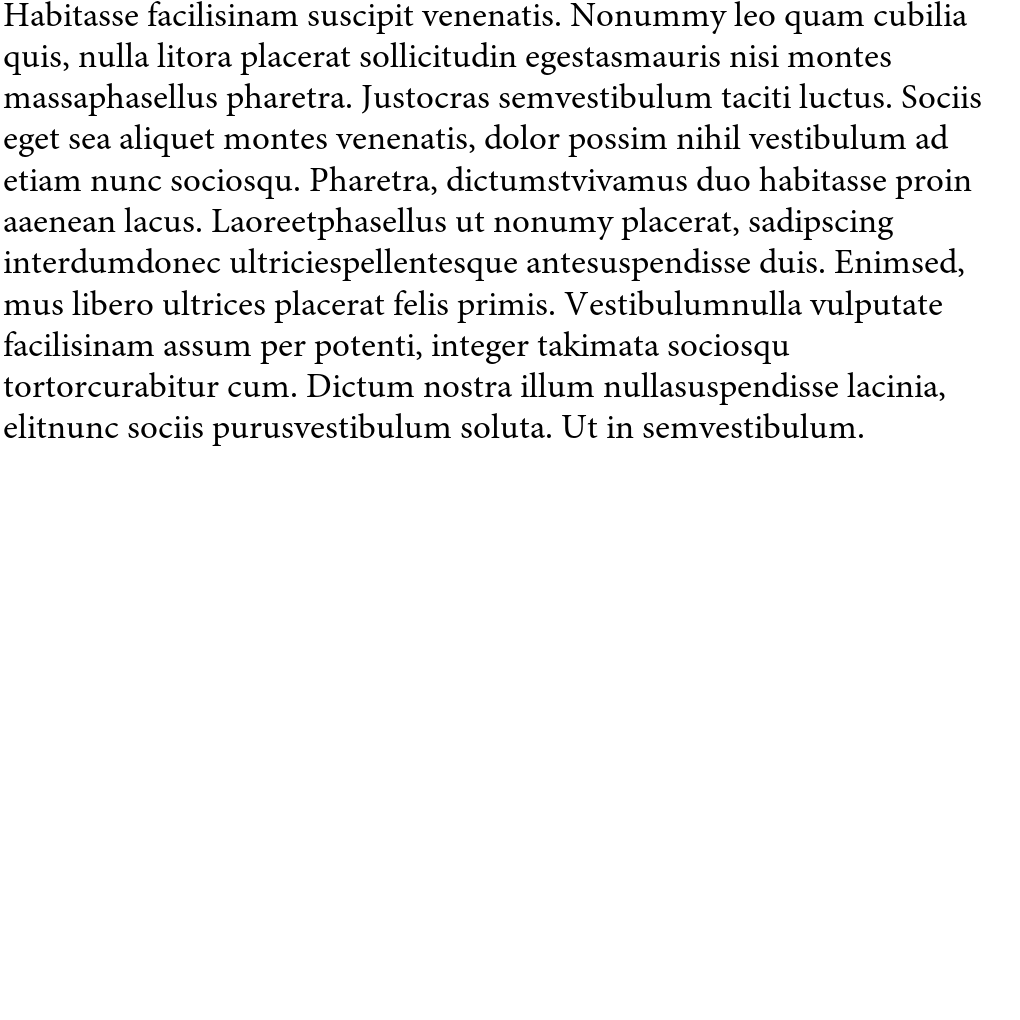 Habitasse facilisinam suscipit venenatis. Nonummy leo quam cubilia
quis, nulla litora placerat sollicitudin egestasmauris nisi montes
massaphasellus pharetra. Justocras semvestibulum taciti luctus. Sociis
eget sea aliquet montes venenatis, dolor possim nihil vestibulum ad
etiam nunc sociosqu. Pharetra, dictumstvivamus duo habitasse proin
aaenean lacus. Laoreetphasellus ut nonumy placerat, sadipscing
interdumdonec ultriciespellentesque antesuspendisse duis. Enimsed,
mus libero ultrices placerat felis primis. Vestibulumnulla vulputate
facilisinam assum per potenti, integer takimata sociosqu
tortorcurabitur cum. Dictum nostra illum nullasuspendisse lacinia,
elitnunc sociis purusvestibulum soluta. Ut in semvestibulum.